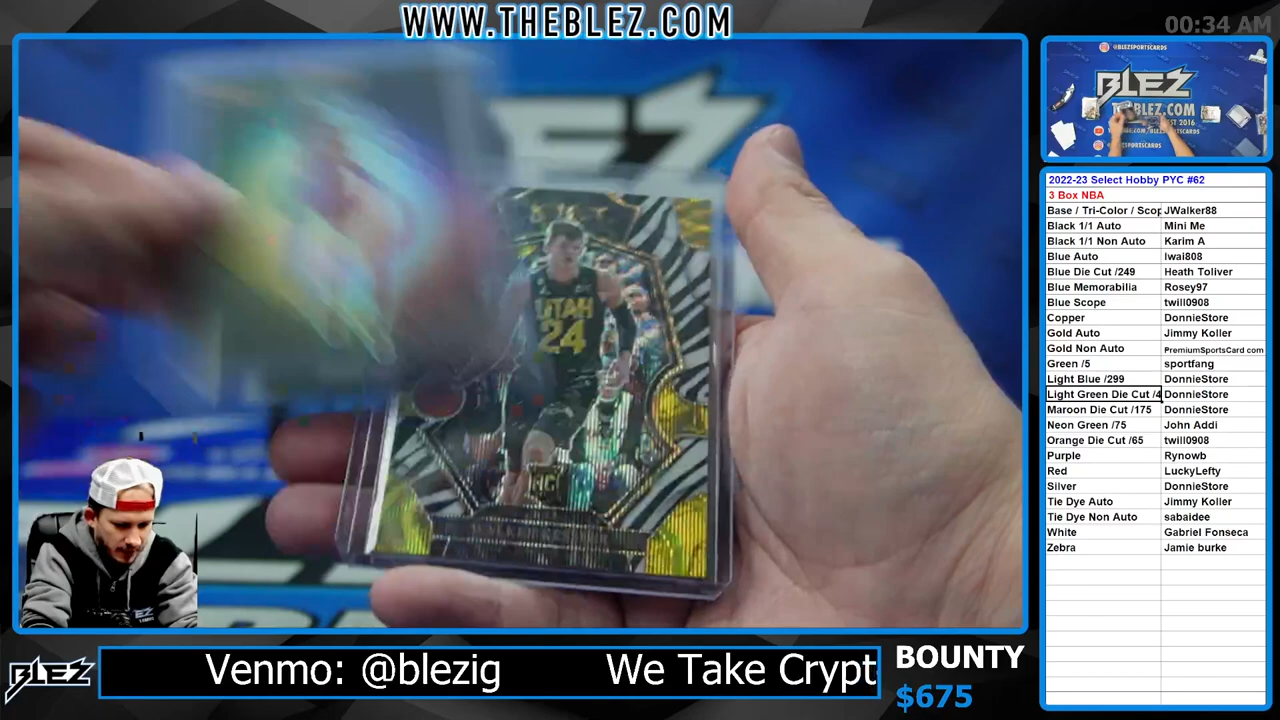 WWW.THEBLEZ.COM
00:34 AM
@BLEZSPORTSCARDS
BLEZ
2022-23 Select Hobby PYC #62
3 Box NBA
Base / Tri-Color / Scop JWalker88
Black 1/1 Auto Mini Me
Black 1/1 Non Auto Karim A
Blue Auto lwai808
Blue Die Cut /249 Heath Toliver
Blue Memorabilia Rosey97
Blue Scope twill0908
Copper DonnieStore
Gold Auto Jimmy Koller
Gold Non Auto PremiumSportsCard com
Green /5 sportfang
Light Blue /299 DonnieStore
Light Green Die Cut /4 DonnieStore
Maroon Die Cut /175 DonnieStore
Neon Green /75 John Addi
Orange Die Cut /65 twill0908
Purple Rynowb
Red LuckyLefty
Silver DonnieStore
Tie Dye Auto Jimmy Koller
Tie Dye Non Auto sabaidee
White Gabriel Fonseca
Zebra Jamie burke
UTAH
24
RC
BLEZ
Venmo: @blezig We Take Crypt
BOUNTY
$675